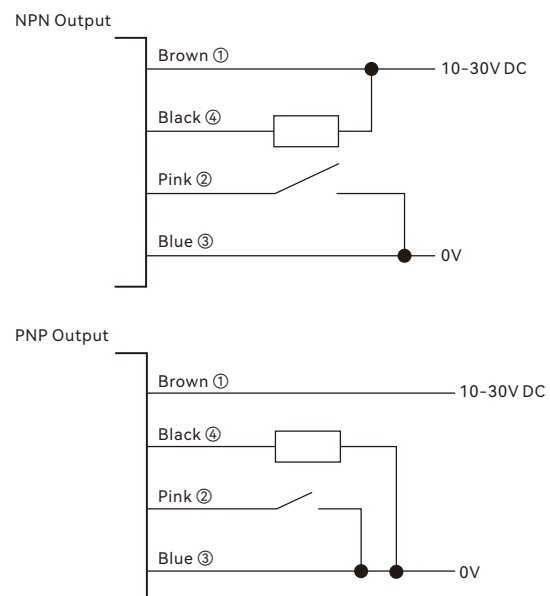 NPN Output
Brown ①
10-30V DC
Black ④
Pink ②
Blue ③
0V
PNP Output
Brown ①
10-30V DC
Black ④
Pink ②
Blue ③
0V